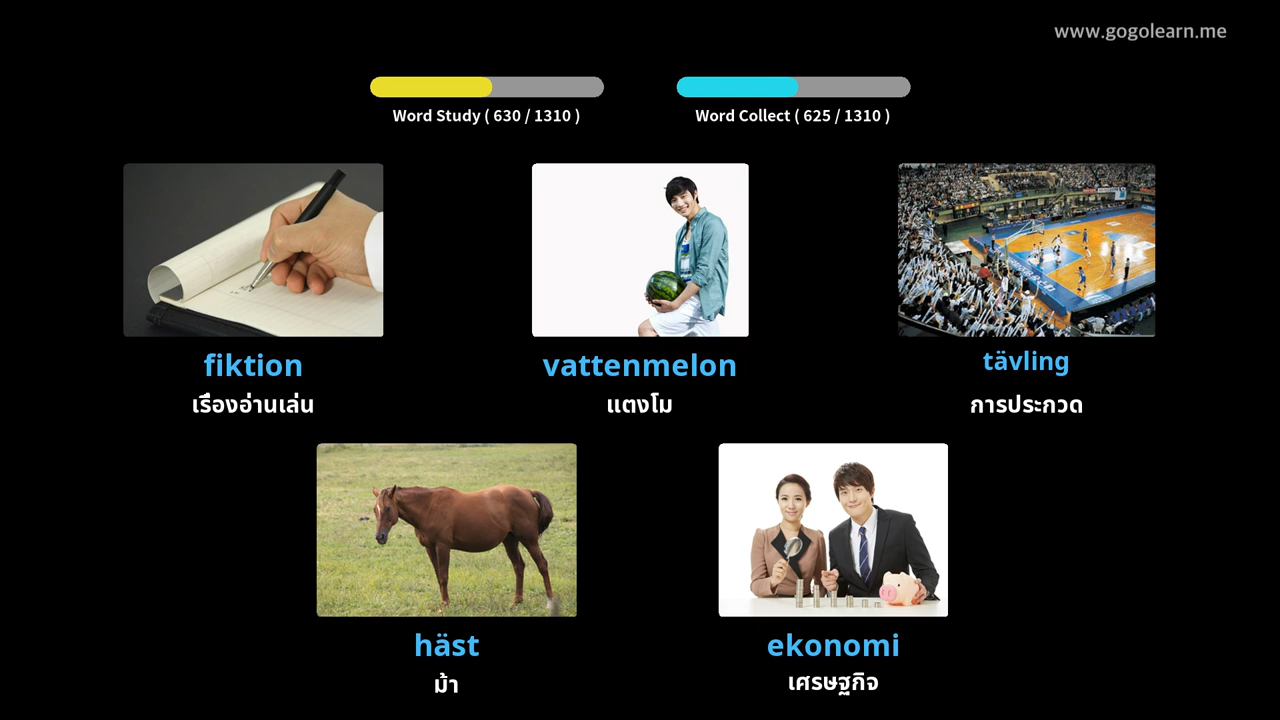 www.gogolearn.me
Word Study ( 630 / 1310 )
Word Collect ( 625 / 1310 )
fiktion
เรื่องอ่านเล่น
vattenmelon
แตงโม
tävling
การประกวด
häst
ม้า
ekonomi
เศรษฐกิจ